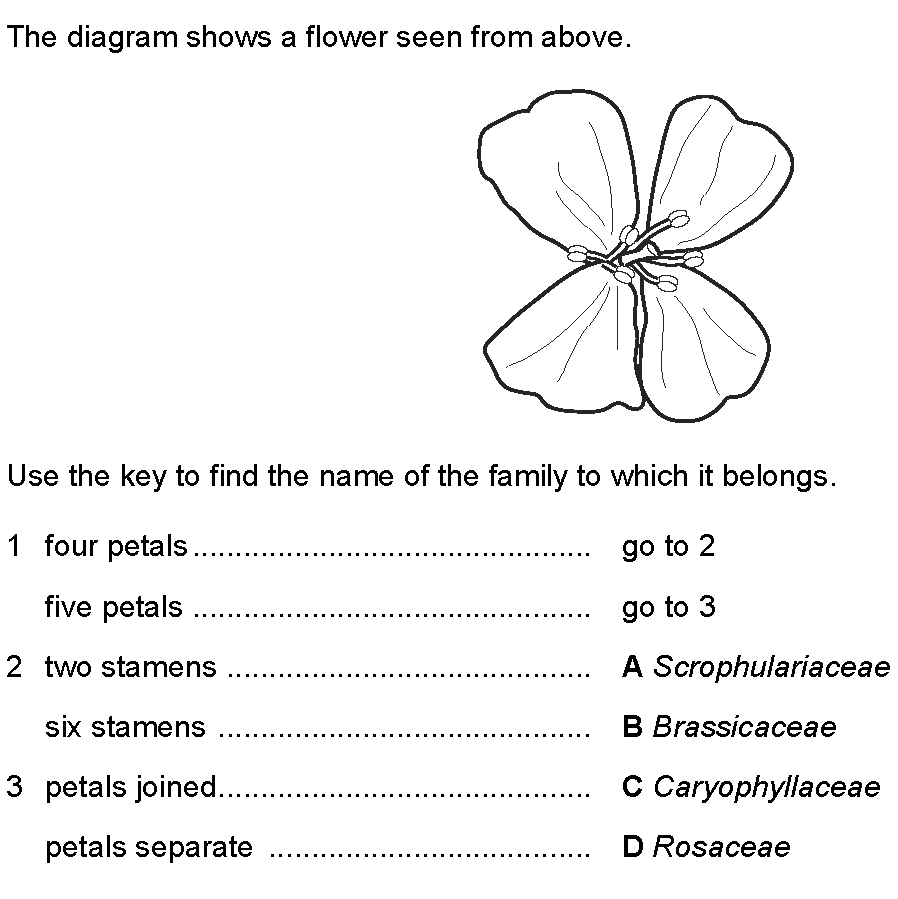 The diagram shows a flower seen from above.
Use the key to find the name of the family to which it belongs.
1 four petals ............................................... go to 2
five petals ............................................... go to 3
2 two stamens ........................................... A Scrophulariaceae
six stamens ............................................ B Brassicaceae
3 petals joined............................................ C Caryophyllaceae
petals separate ...................................... D Rosaceae